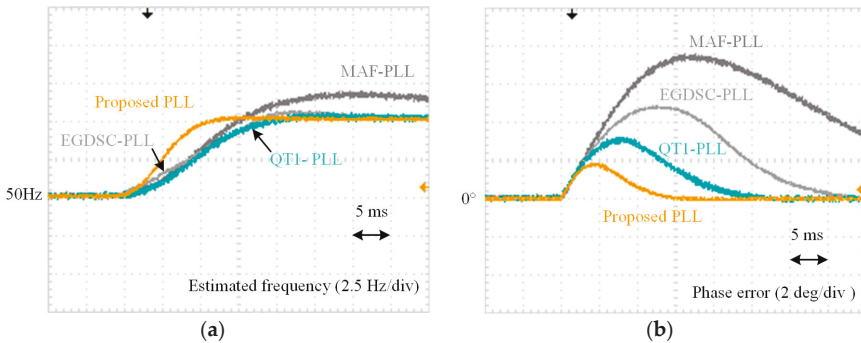 MAF-PLL
Proposed PLL
EGDSC-PLL
QT1- PLL
50Hz
5 ms
Estimated frequency (2.5 Hz/div)
(a)
MAF-PLL
EGDSC-PLL
QT1-PLL
0°
Proposed PLL
5 ms
Phase error (2 deg/div )
(b)